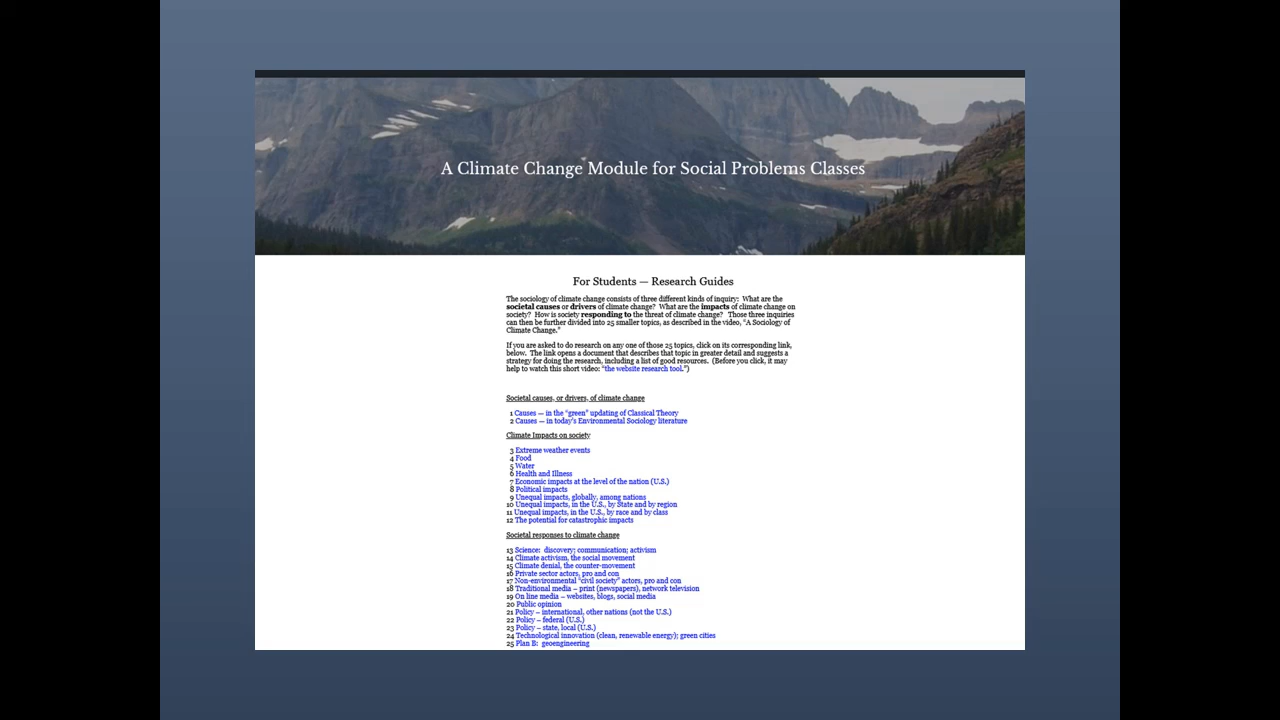 A Climate Change Module for Social Problems Classes
For Students — Research Guides
The sociology of climate change consists of three different kinds of inquiry:  What are the
societal causes or drivers of climate change?  What are the impacts of climate change on
society?  How is society responding to the threat of climate change?   Those three inquiries
can then be further divided into 25 smaller topics, as described in the video, “A Sociology of
Climate Change.”
If you are asked to do research on any one of those 25 topics, click on its corresponding link,
below.  The link opens a document that describes that topic in greater detail and suggests a
strategy for doing the research, including a list of good resources.  (Before you click, it may
help to watch this short video: “the website research tool.”)
Societal causes, or drivers, of climate change
1 Causes — in the “green” updating of Classical Theory
2 Causes — in today’s Environmental Sociology literature
Climate Impacts on society
3 Extreme weather events
4 Food
5 Water
6 Health and Illness
7 Economic impacts at the level of the nation (U.S.)
8 Political impacts
9 Unequal impacts, globally, among nations
10 Unequal impacts, in the U.S., by State and by region
11 Unequal impacts, in the U.S., by race and by class
12 The potential for catastrophic impacts
Societal responses to climate change
13 Science:  discovery; communication; activism
14 Climate activism, the social movement
15 Climate denial, the counter-movement
16 Private sector actors, pro and con
17 Non-environmental “civil society” actors, pro and con
18 Traditional media – print (newspapers), network television
19 On line media – websites, blogs, social media
20 Public opinion
21 Policy – international, other nations (not the U.S.)
22 Policy – federal (U.S.)
23 Policy – state, local (U.S.)
24 Technological innovation (clean, renewable energy); green cities
25 Plan B:  geoengineering